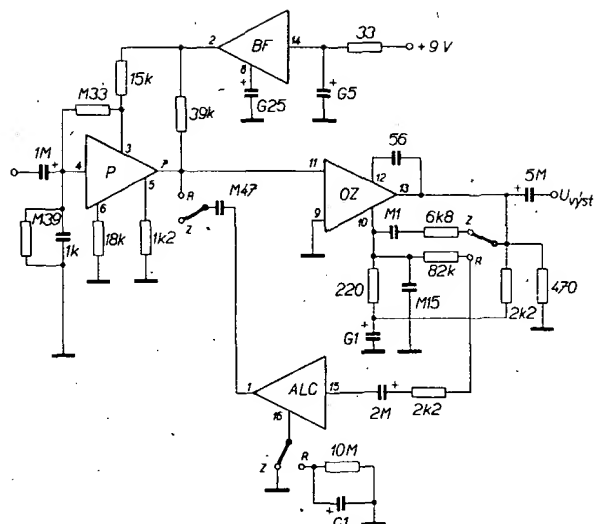 2
BF
14
33
+9 V
8
+
G25
+
G5
15k
M33
39k
1M
+
4
P
3
7
5
6
M39
1k
18k
1k2
R
Z
M47
11
OZ
12
56
13
9
10
5M
+
Uvýst
M1
6k8
Z
82k
R
220
M15
2k2
470
G1
+
1
ALC
15
16
2M
+
2k2
Z
R
10M
+
G1